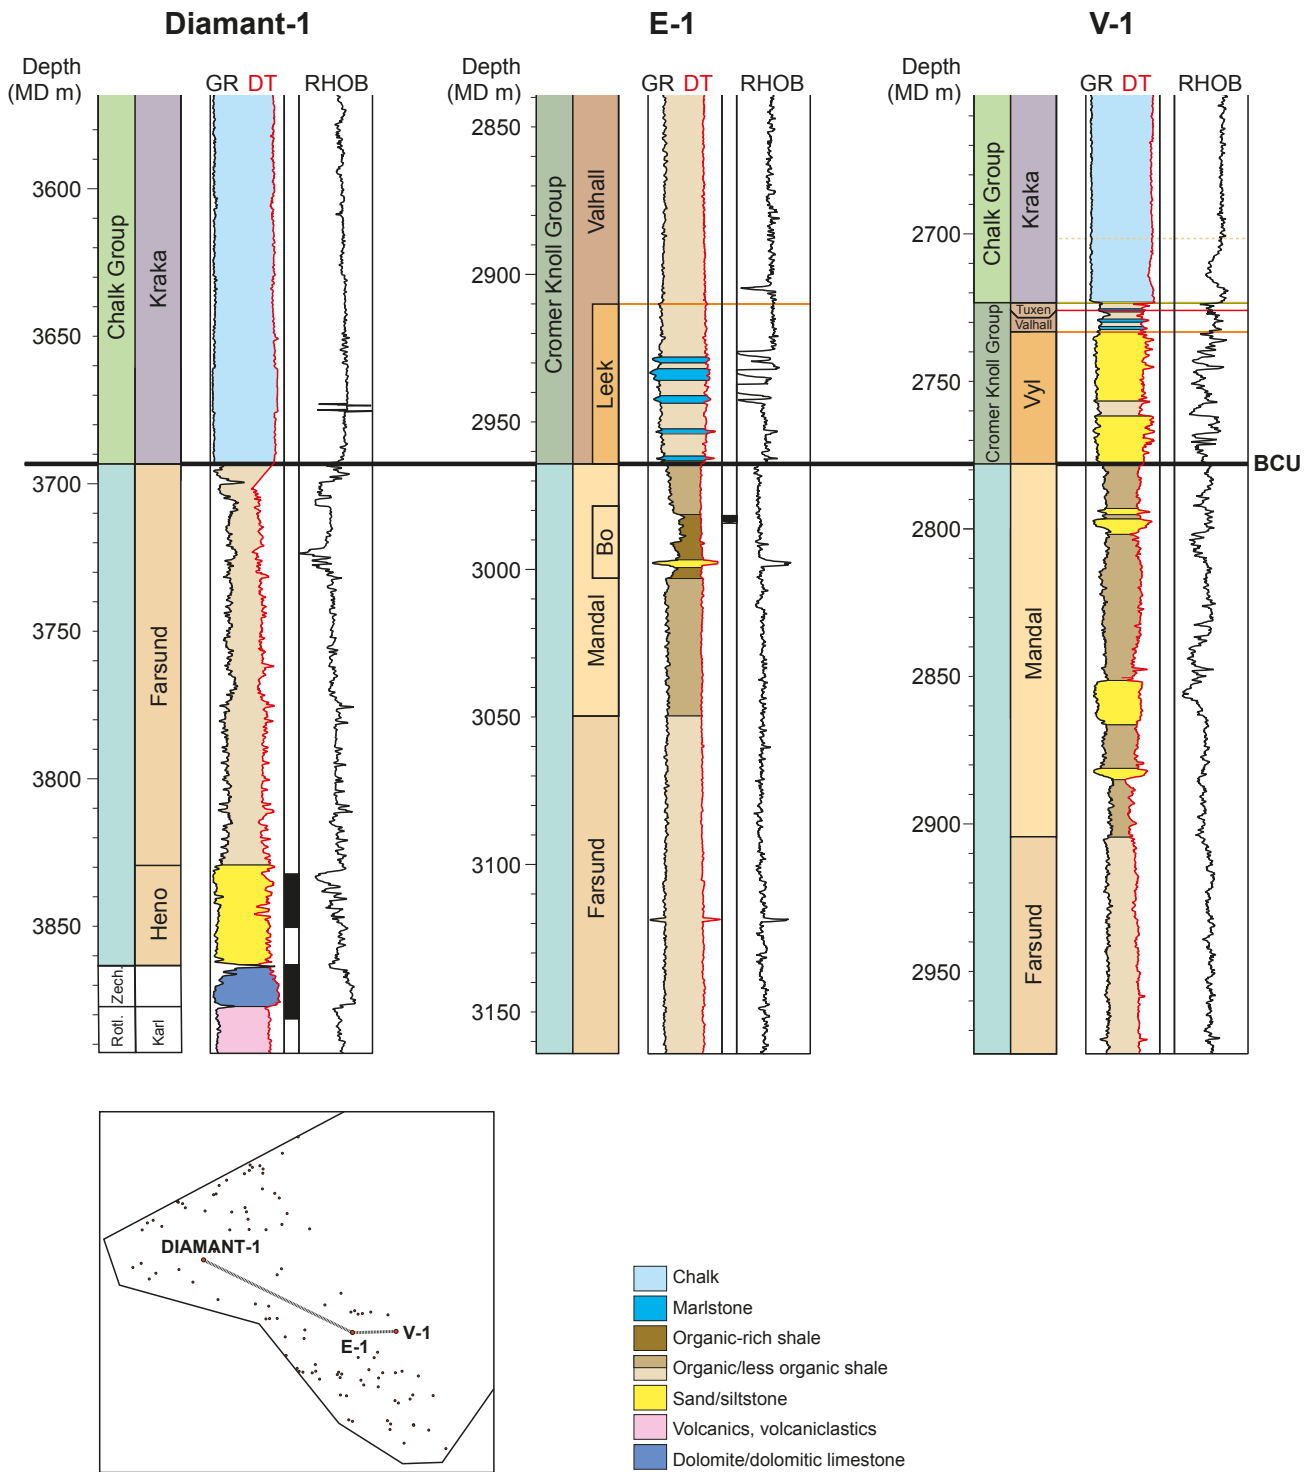 Diamant-1
E-1
V-1
Depth
(MD m)
GR DT
RHOB
Depth
(MD m)
GR DT
RHOB
Depth
(MD m)
GR DT
RHOB
3600
3650
3700
3750
3800
3850
Chalk Group
Kraka
Farsund
Heno
Zech.
Rotl.
Karl
2850
2900
2950
3000
3050
3100
3150
Cromer Knoll Group
Valhall
Leek
Bo
Mandal
Farsund
2700
2750
2800
2850
2900
2950
Chalk Group
Kraka
Cromer Knoll Group
Tuxen
Valhall
Vyl
Mandal
Farsund
BCU
DIAMANT-1
E-1
V-1
Chalk
Marlstone
Organic-rich shale
Organic/less organic shale
Sand/siltstone
Volcanics, volcaniclastics
Dolomite/dolomitic limestone